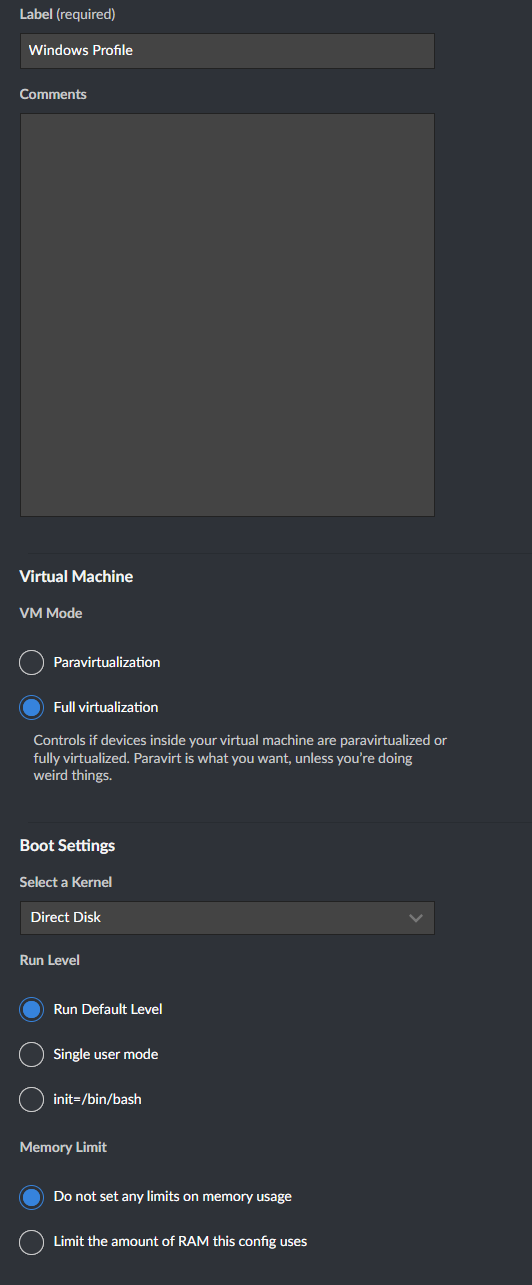 Label (required)
Windows Profile
Comments
Virtual Machine
VM Mode
Paravirtualization
Full virtualization
Controls if devices inside your virtual machine are paravirtualized or
fully virtualized. Paravirt is what you want, unless you're doing
weird things.
Boot Settings
Select a Kernel
Direct Disk
Run Level
Run Default Level
Single user mode
init=/bin/bash
Memory Limit
Do not set any limits on memory usage
Limit the amount of RAM this config uses